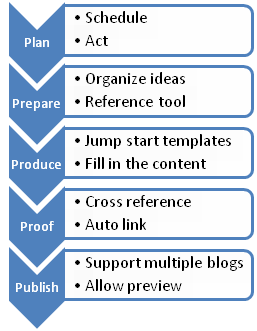 Plan
• Schedule
• Act
Prepare
• Organize ideas
• Reference tool
Produce
• Jump start templates
• Fill in the content
Proof
• Cross reference
• Auto link
Publish
• Support multiple blogs
• Allow preview